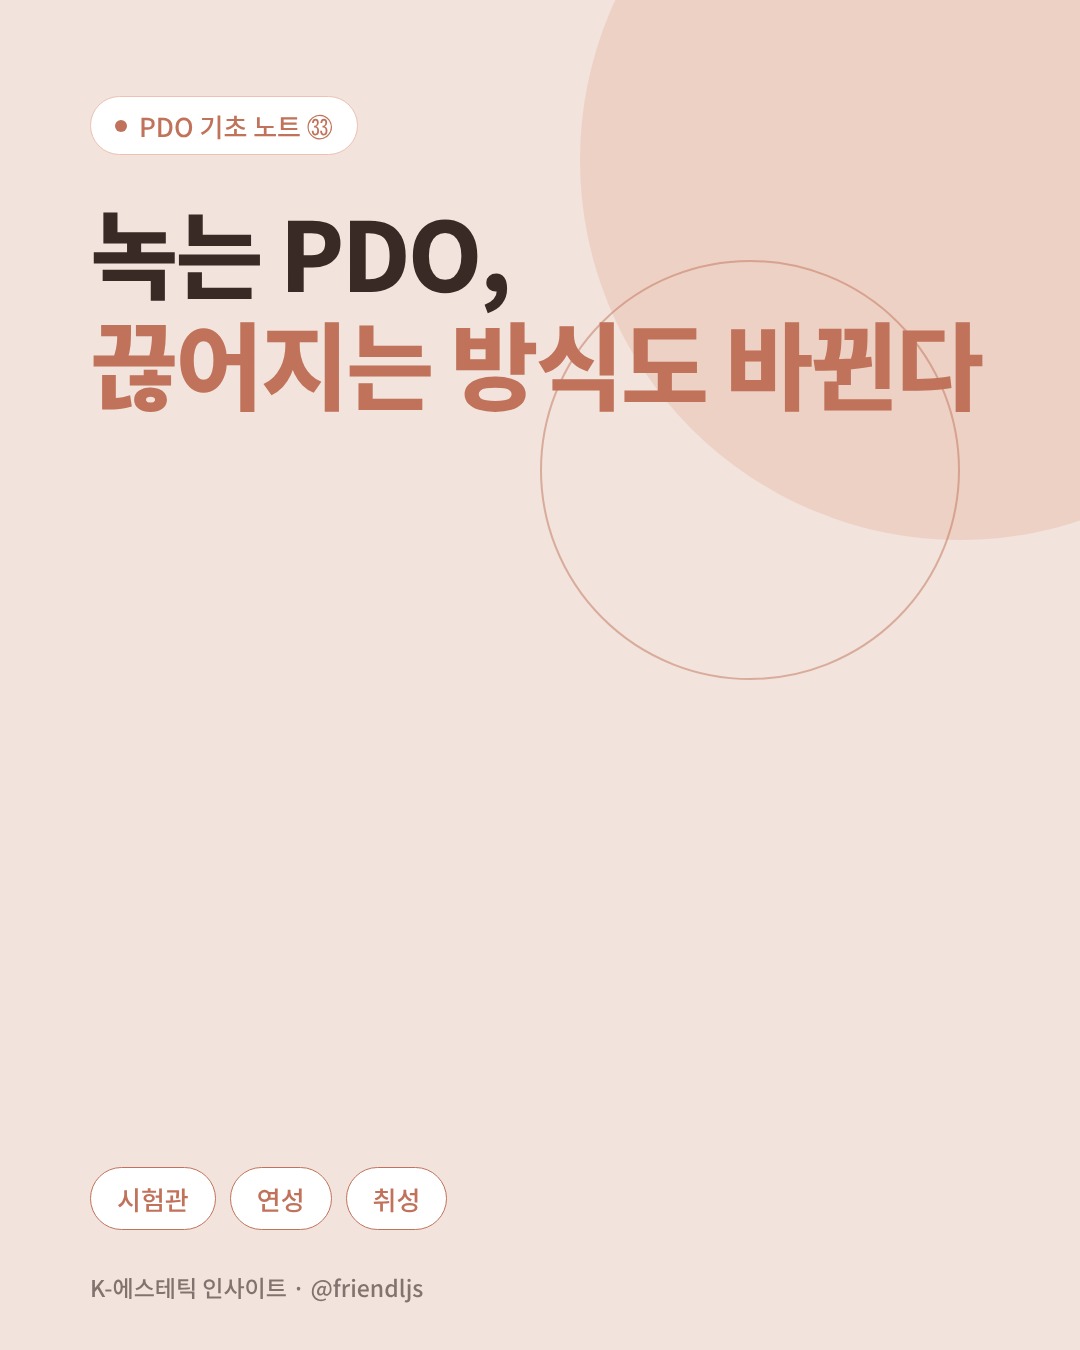 PDO 기초 노트 ㉝
녹는 PDO,
끊어지는 방식도 바뀐다
시험관 연성 취성
K-에스테틱 인사이트 · @friendljs